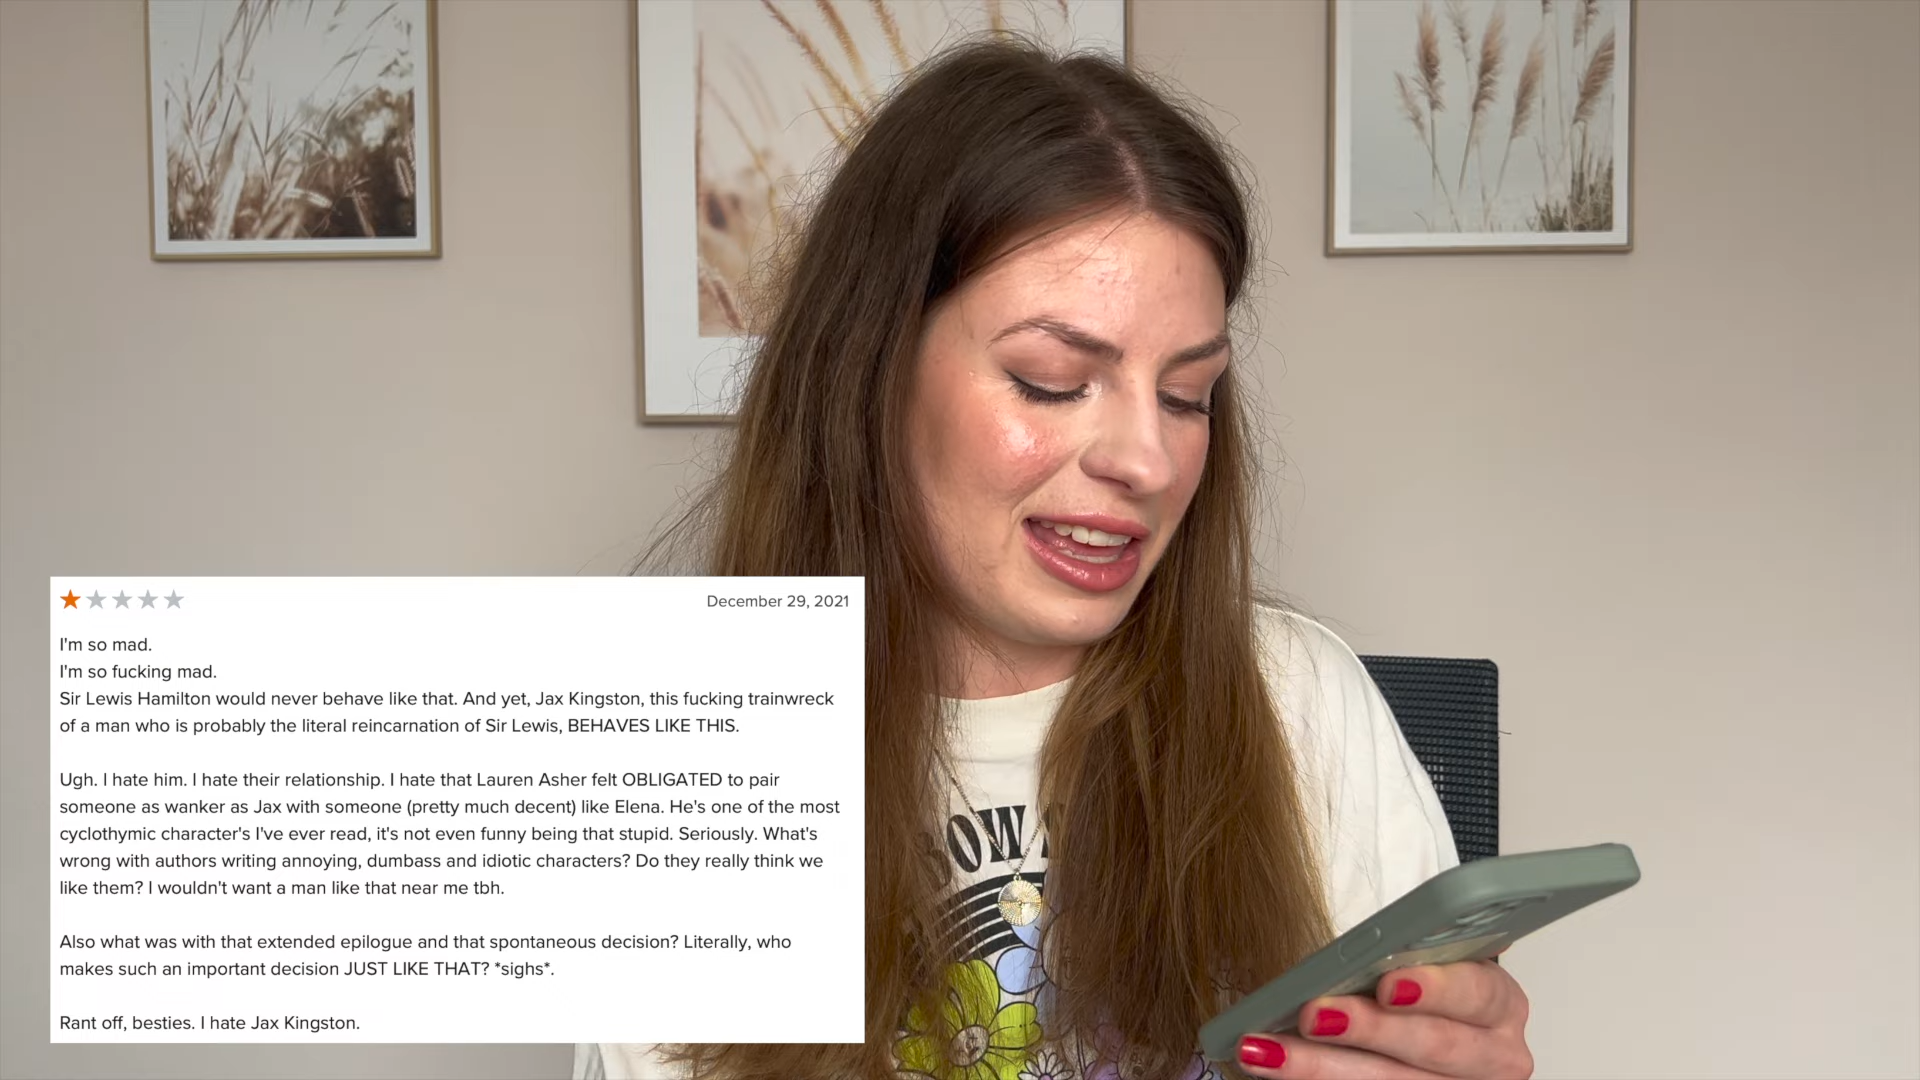 December 29, 2021
I'm so mad.
I'm so fucking mad.
Sir Lewis Hamilton would never behave like that. And yet, Jax Kingston, this fucking trainwreck
of a man who is probably the literal reincarnation of Sir Lewis, BEHAVES LIKE THIS.
Ugh. I hate him. I hate their relationship. I hate that Lauren Asher felt OBLIGATED to pair
someone as wanker as Jax with someone (pretty much decent) like Elena. He's one of the most
cyclothymic character's I've ever read, it's not even funny being that stupid. Seriously. What's
wrong with authors writing annoying, dumbass and idiotic characters? Do they really think we
like them? I wouldn't want a man like that near me tbh.
Also what was with that extended epilogue and that spontaneous decision? Literally, who
makes such an important decision JUST LIKE THAT? *sighs*.
Rant off, besties. I hate Jax Kingston.